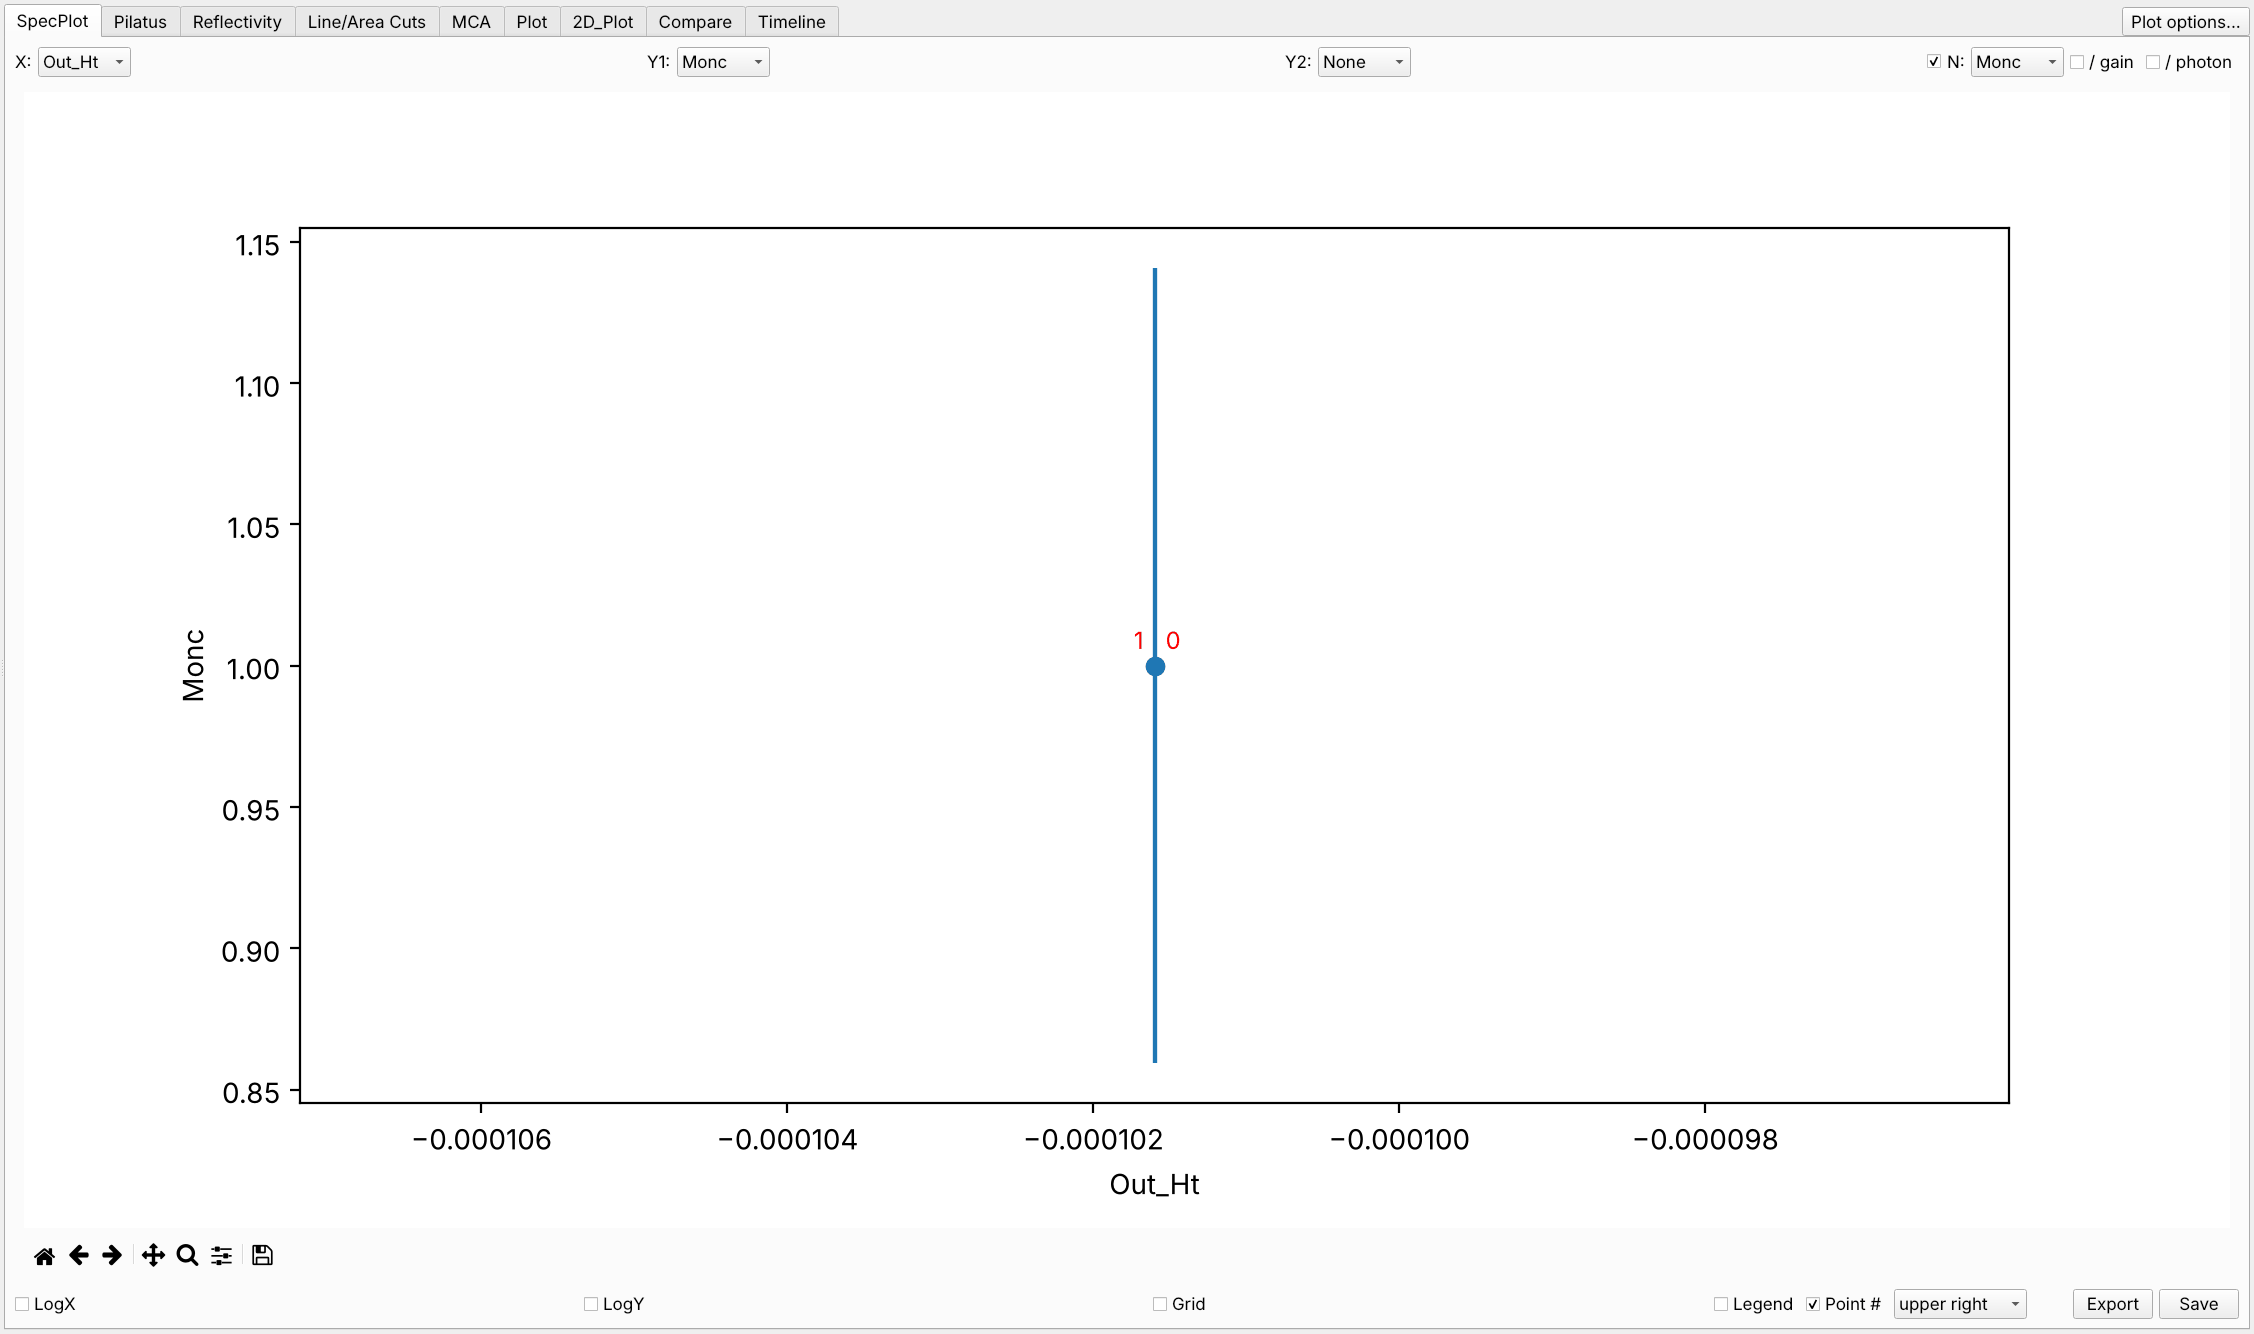 SpecPlot Pilatus Reflectivity Line/Area Cuts MCA Plot 2D_Plot Compare Timeline Plot options...
X: Out_Ht Y1: Monc Y2: None N: Monc / gain / photon
1.15
1.10
1.05
1.00
0.95
0.90
0.85
Monc
1 0
−0.000106 −0.000104 −0.000102 −0.000100 −0.000098
Out_Ht
LogX LogY Grid Legend Point # upper right Export Save